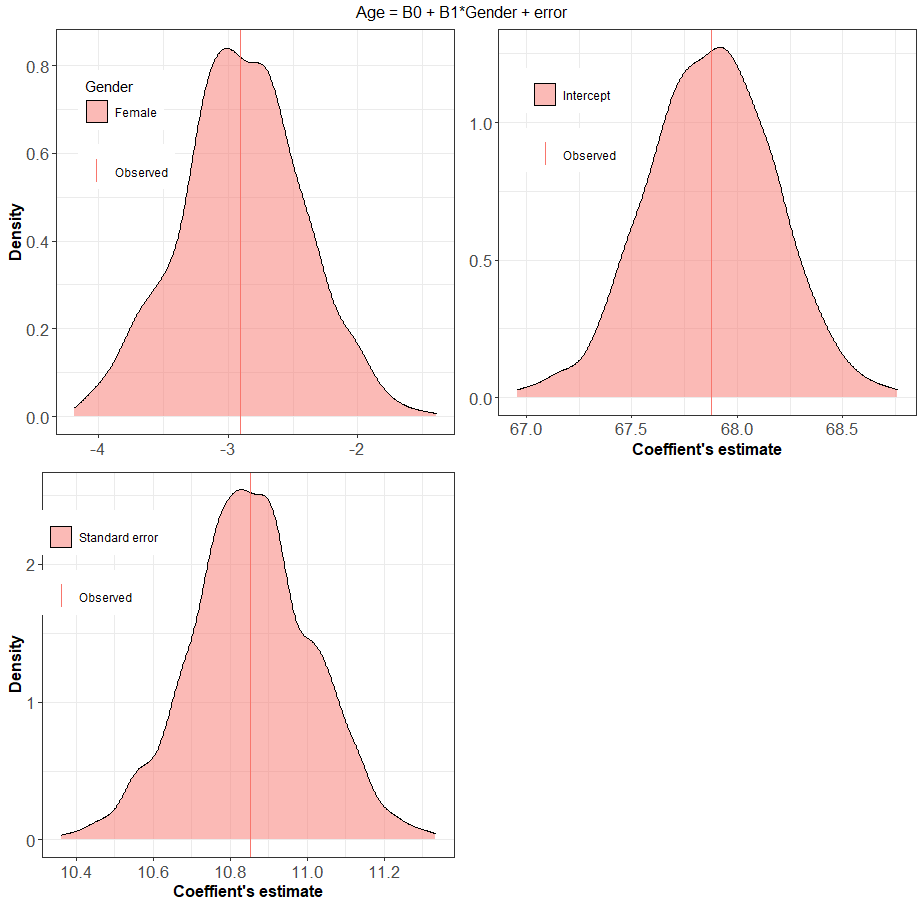 Age = B0 + B1*Gender + error
Gender
Female
Observed
Density
0.8
0.6
0.4
0.2
0.0
-4 -3 -2
Intercept
Observed
1.0
0.5
0.0
67.0 67.5 68.0 68.5
Coeffient's estimate
Standard error
Observed
Density
2
1
0
10.4 10.6 10.8 11.0 11.2
Coeffient's estimate